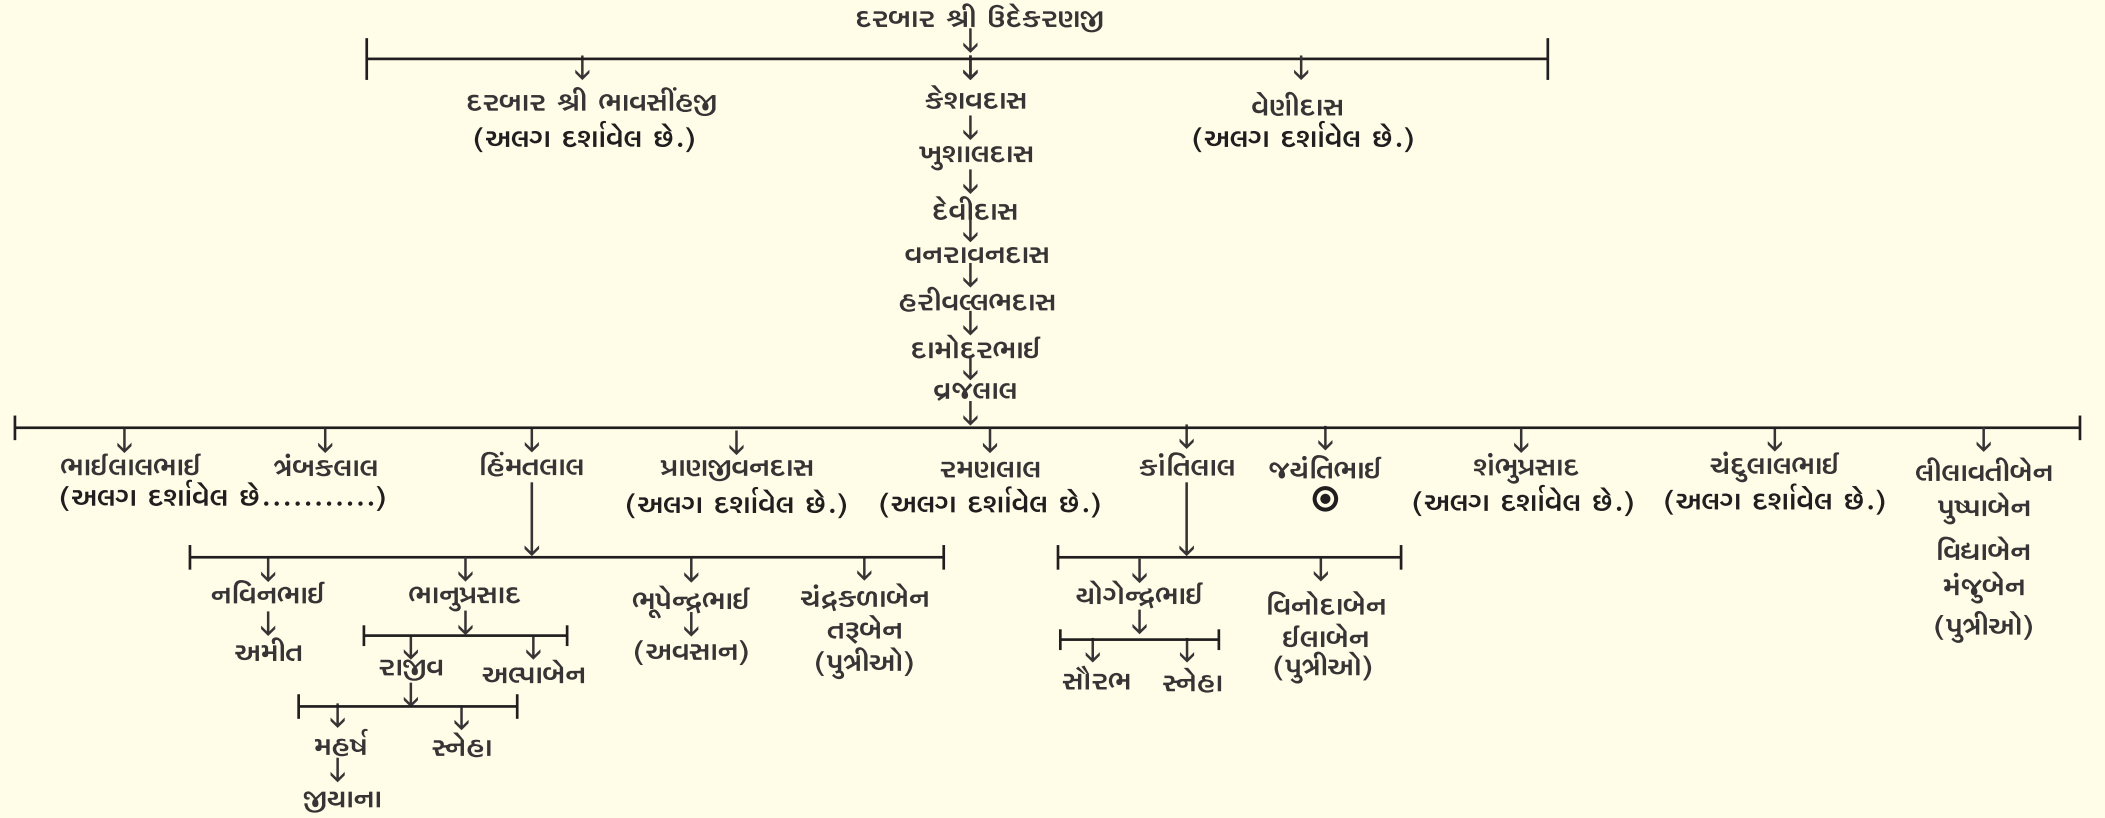 દરબાર શ્રી ઉદેકરણજી
દરબાર શ્રી ભાવસીંહજી
(અલગ દર્શાવેલ છે.)
કેશવદાસ
વેણીદાસ
(અલગ દર્શાવેલ છે.)
ખુશાલદાસ
દેવીદાસ
વનરાવનદાસ
હરીવલ્લભદાસ
દામોદરભાઈ
વ્રજલાલ
ભાઈલાલભાઈ ત્રંબકલાલ
(અલગ દર્શાવેલ છે...........)
હિંમતલાલ
પ્રાણજીવનદાસ
(અલગ દર્શાવેલ છે.)
રમણલાલ
(અલગ દર્શાવેલ છે.)
કાંતિલાલ
જયંતિભાઈ
શંભુપ્રસાદ
(અલગ દર્શાવેલ છે.)
ચંદુલાલભાઈ
(અલગ દર્શાવેલ છે.)
લીલાવતીબેન
પુષ્પાબેન
વિદ્યાબેન
મંજુબેન
(પુત્રીઓ)
નવિનભાઈ
અમીત
ભાનુપ્રસાદ
રાજીવ
અલ્પાબેન
મહર્ષ
સ્નેહા
જીયાના
ભૂપેન્દ્રભાઈ
(અવસાન)
ચંદ્રકળાબેન
તરૂબેન
(પુત્રીઓ)
યોગેન્દ્રભાઈ
સૌરભ
સ્નેહા
વિનોદાબેન
ઈલાબેન
(પુત્રીઓ)